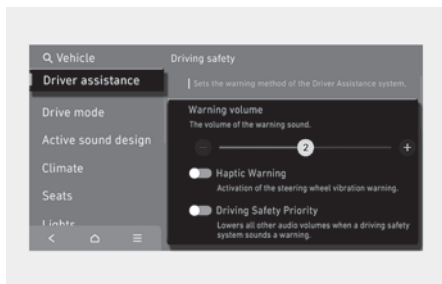 Vehicle
Driving safety
Driver assistance
Sets the warning method of the Driver Assistance system.
Drive mode
Active sound design
Climate
Seats
Lights
Warning volume
The volume of the warning sound.
2
Haptic Warning
Activation of the steering wheel vibration warning.
Driving Safety Priority
Lowers all other audio volumes when a driving safety
system sounds a warning.